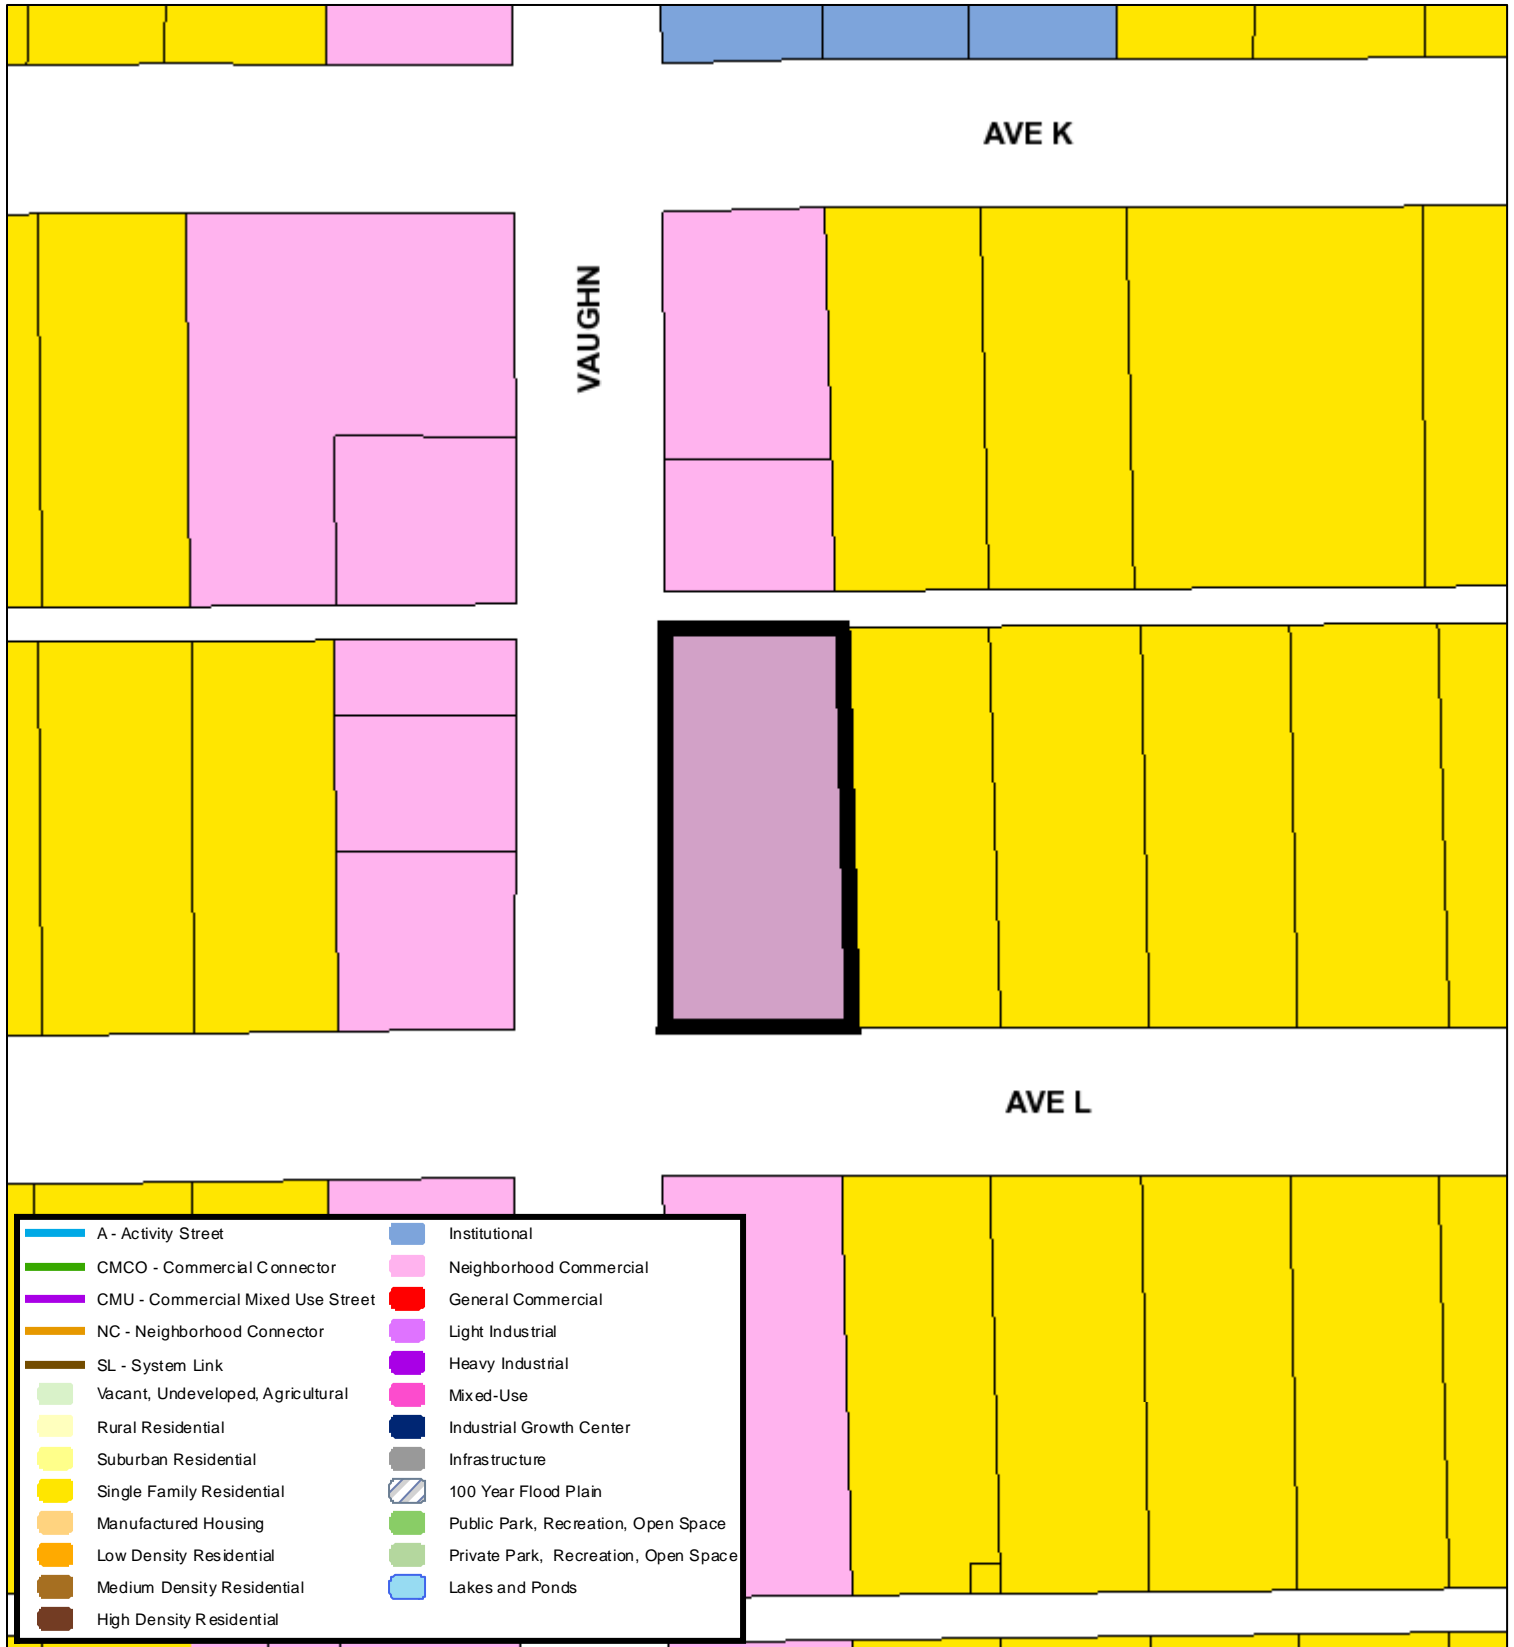 AVE K
VAUGHN
AVE L
A - Activity Street
CMCO - Commercial Connector
CMU - Commercial Mixed Use Street
NC - Neighborhood Connector
SL - System Link
Vacant, Undeveloped, Agricultural
Rural Residential
Suburban Residential
Single Family Residential
Manufactured Housing
Low Density Residential
Medium Density Residential
High Density Residential
Institutional
Neighborhood Commercial
General Commercial
Light Industrial
Heavy Industrial
Mixed-Use
Industrial Growth Center
Infrastructure
100 Year Flood Plain
Public Park, Recreation, Open Space
Private Park, Recreation, Open Space
Lakes and Ponds